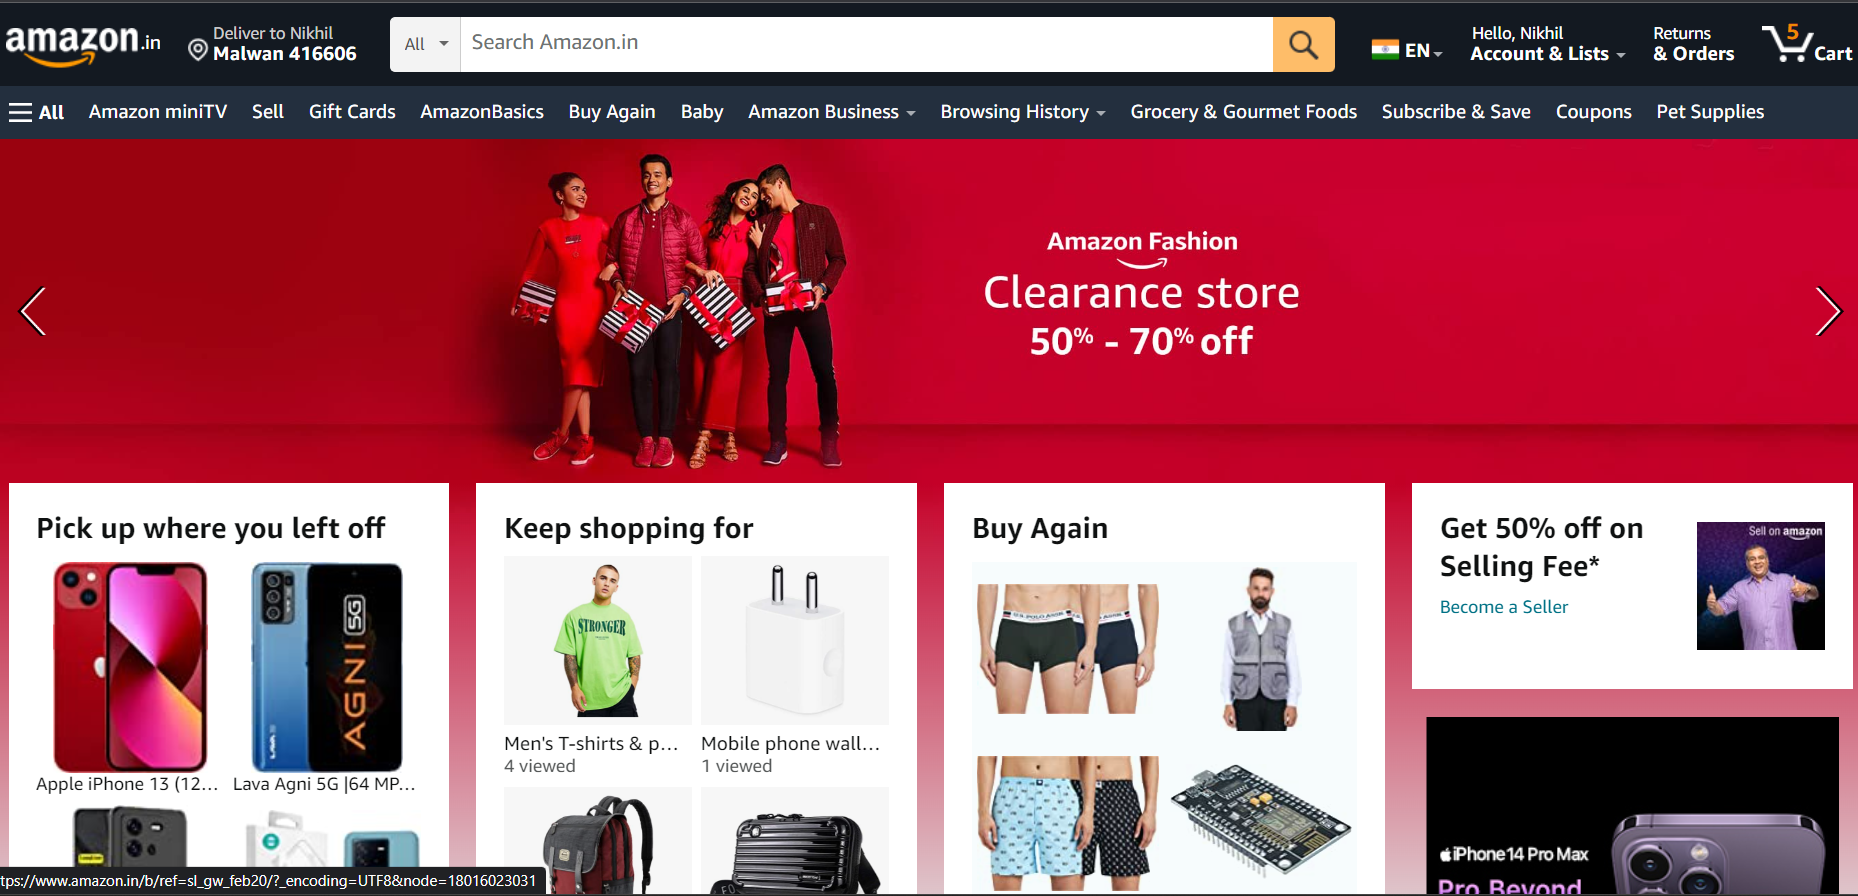 amazon.in
Deliver to Nikhil
Malwan 416606
All
Search Amazon.in
EN
Hello, Nikhil
Account & Lists
Returns
& Orders
5
Cart
All
Amazon miniTV
Sell
Gift Cards
AmazonBasics
Buy Again
Baby
Amazon Business
Browsing History
Grocery & Gourmet Foods
Subscribe & Save
Coupons
Pet Supplies
Amazon Fashion
Clearance store
50% - 70% off
Pick up where you left off
AGNI 5G
LAVA
Apple iPhone 13 (12...
Lava Agni 5G |64 MP...
Keep shopping for
STRONGER
Men's T-shirts & p...
4 viewed
Mobile phone wall...
1 viewed
Buy Again
Get 50% off on
Selling Fee*
Become a Seller
Sell on amazon
iPhone 14 Pro Max
Pro. Beyond.
tps://www.amazon.in/b/ref=sl_gw_feb20/?_encoding=UTF8&node=18016023031